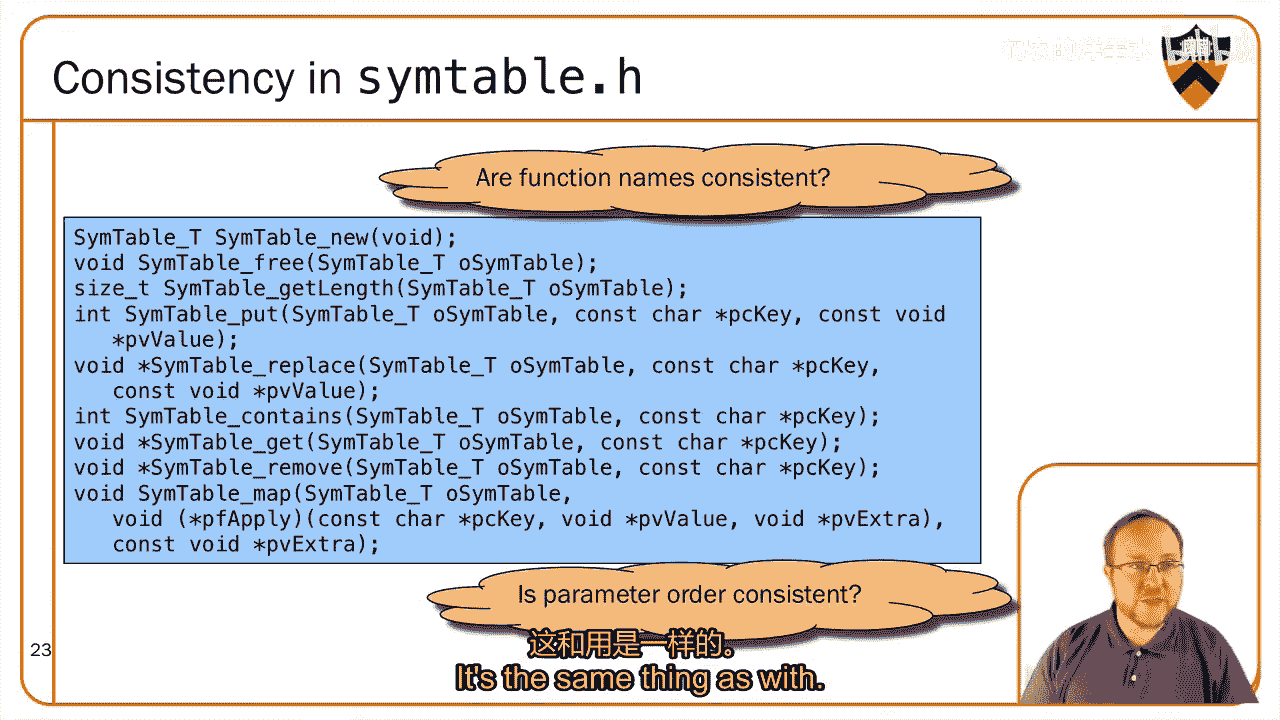 Consistency in symtable.h
Are function names consistent?
SymTable_T SymTable_new(void);
void SymTable_free(SymTable_T oSymTable);
size_t SymTable_getLength(SymTable_T oSymTable);
int SymTable_put(SymTable_T oSymTable, const char *pcKey, const void
*pvValue);
void *SymTable_replace(SymTable_T oSymTable, const char *pcKey,
const void *pvValue);
int SymTable_contains(SymTable_T oSymTable, const char *pcKey);
void *SymTable_get(SymTable_T oSymTable, const char *pcKey);
void *SymTable_remove(SymTable_T oSymTable, const char *pcKey);
void SymTable_map(SymTable_T oSymTable,
void (*pfApply)(const char *pcKey, void *pvValue, void *pvExtra),
const void *pvExtra);
Is parameter order consistent?
23
这和用是一样的。
It's the same thing as with.